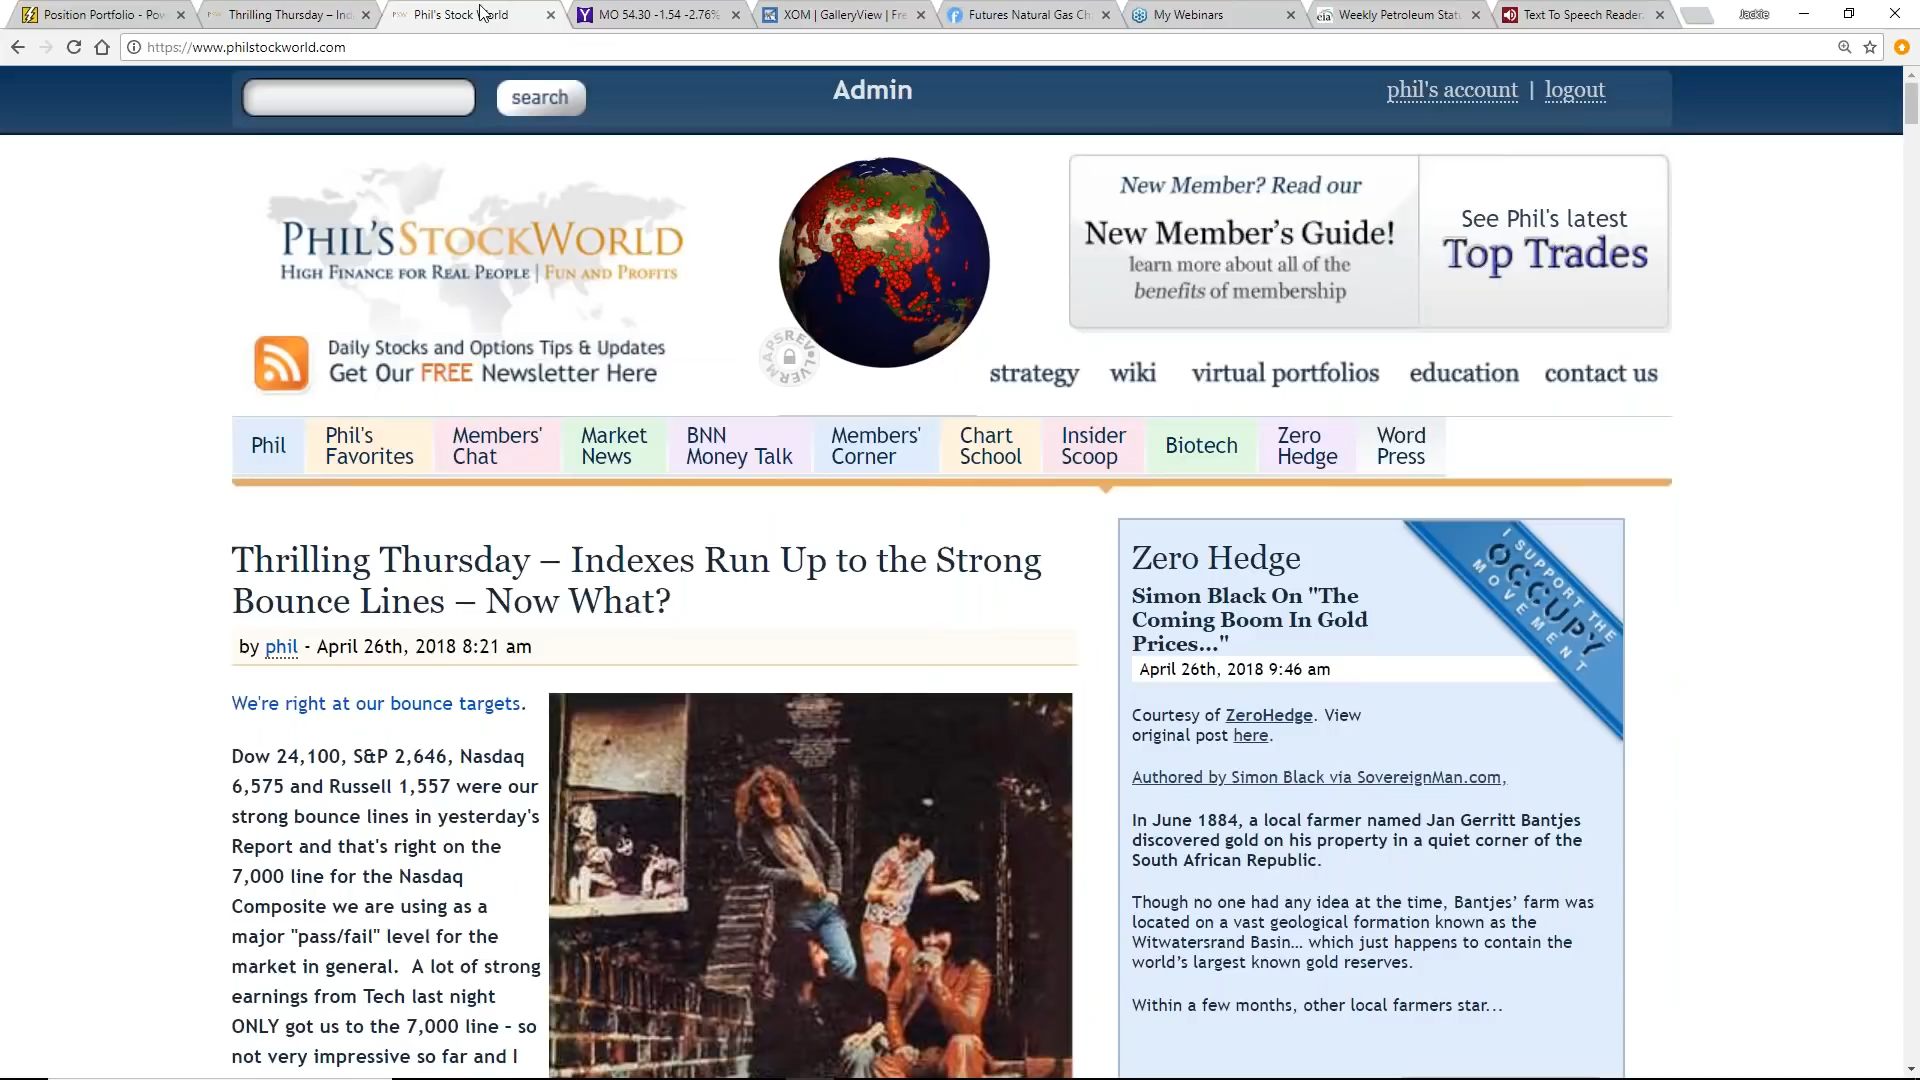 Position Portfolio - Pow
Thrilling Thursday – Ind
Phil's Stock World
MO 54.30 -1.54 -2.76%
XOM | GalleryView | Fre
Futures Natural Gas Ch
My Webinars
Weekly Petroleum Stat
Text To Speech Reader
Jackie
https://www.philstockworld.com
search
Admin
phil's account | logout
PHIL'SSTOCKWORLD
HIGH FINANCE FOR REAL PEOPLE | FUN AND PROFITS
Daily Stocks and Options Tips & Updates
Get Our FREE Newsletter Here
New Member? Read our
New Member's Guide!
learn more about all of the
benefits of membership
See Phil's latest
Top Trades
strategy wiki virtual portfolios education contact us
Phil
Phil's
Favorites
Members'
Chat
Market
News
BNN
Money Talk
Members'
Corner
Chart
School
Insider
Scoop
Biotech
Zero
Hedge
Word
Press
Thrilling Thursday – Indexes Run Up to the Strong
Bounce Lines – Now What?
by phil - April 26th, 2018 8:21 am
We're right at our bounce targets.
Dow 24,100, S&P 2,646, Nasdaq
6,575 and Russell 1,557 were our
strong bounce lines in yesterday's
Report and that's right on the
7,000 line for the Nasdaq
Composite we are using as a
major "pass/fail" level for the
market in general.  A lot of strong
earnings from Tech last night
ONLY got us to the 7,000 line - so
not very impressive so far and I
Zero Hedge
I SUPPORT THE
OCCUPY
MOVEMENT
Simon Black On "The
Coming Boom In Gold
Prices..."
April 26th, 2018 9:46 am
Courtesy of ZeroHedge. View
original post here.
Authored by Simon Black via SovereignMan.com,
In June 1884, a local farmer named Jan Gerritt Bantjes
discovered gold on his property in a quiet corner of the
South African Republic.
Though no one had any idea at the time, Bantjes’ farm was
located on a vast geological formation known as the
Witwatersrand Basin… which just happens to contain the
world’s largest known gold reserves.
Within a few months, other local farmers star...